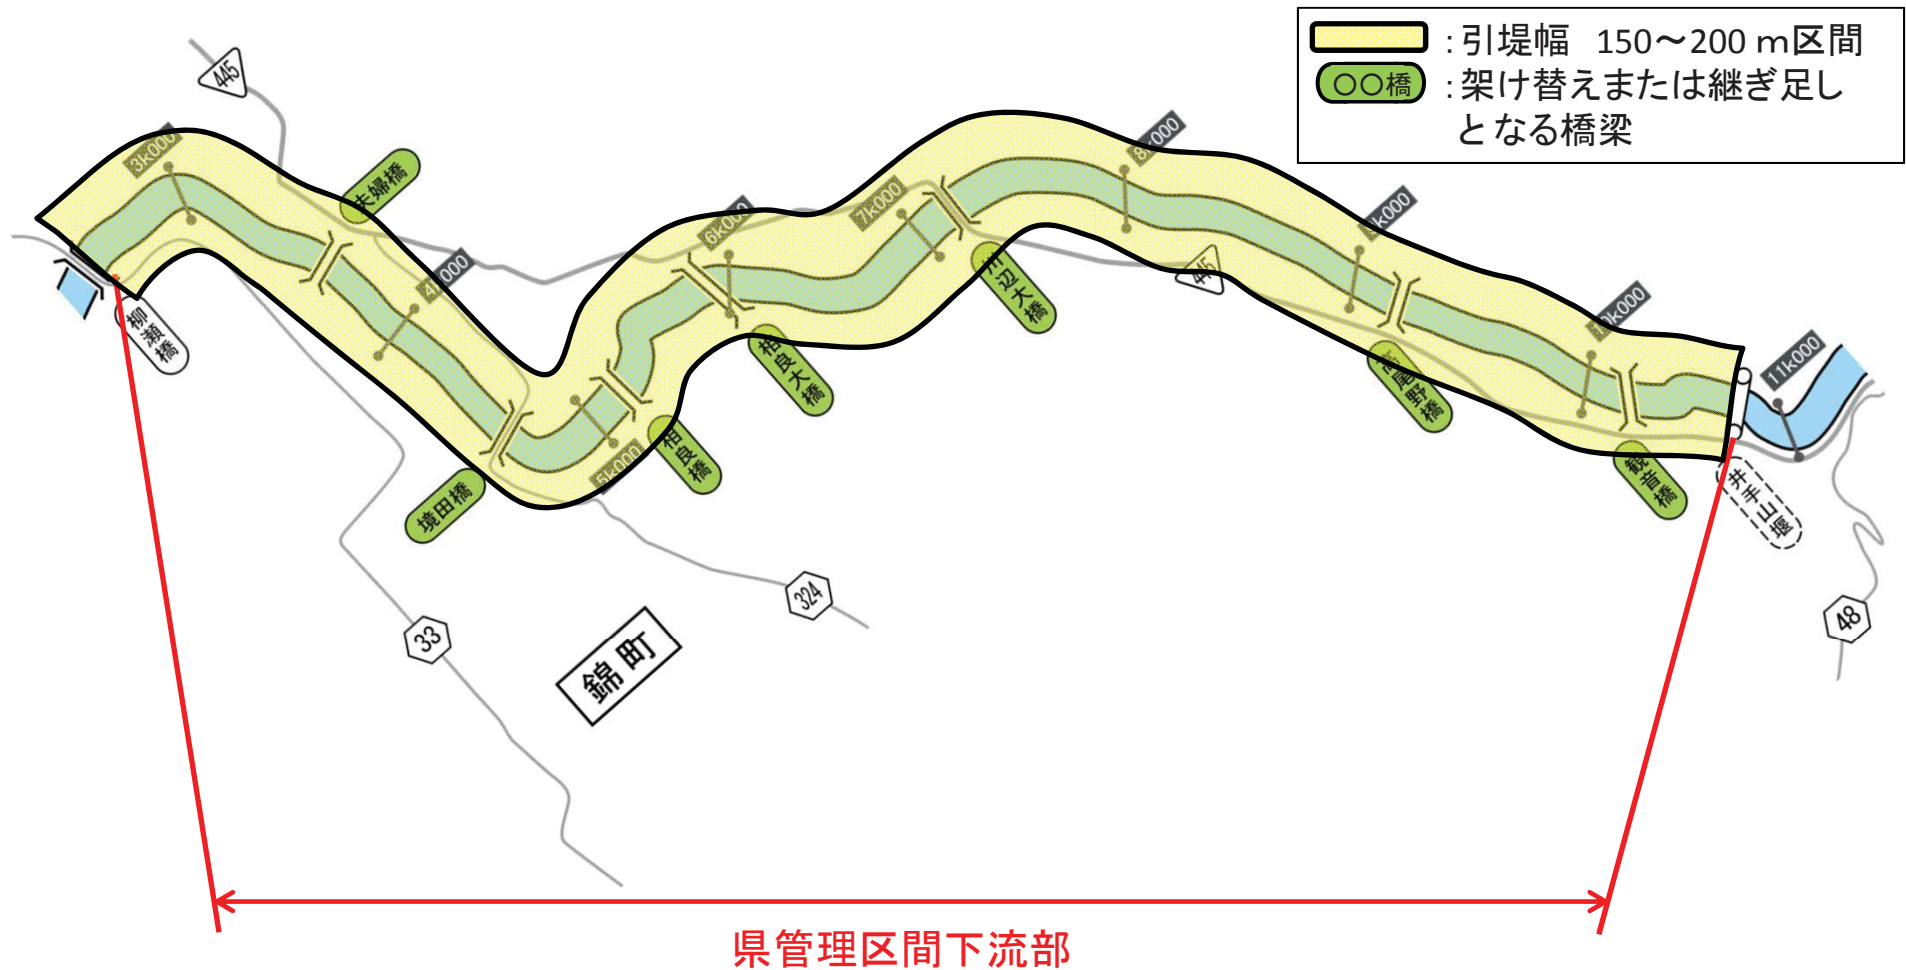 ：引堤幅　150～200 ｍ区間
○○橋
：架け替えまたは継ぎ足し
となる橋梁
445
3k000
夫婦橋
4k000
6k000
7k000
8k000
9k000
10k000
11k000
5k000
445
柳瀬橋
境田橋
相良橋
相良大橋
川辺大橋
高尾野橋
観音橋
井手山堰
324
33
48
錦町
県管理区間下流部